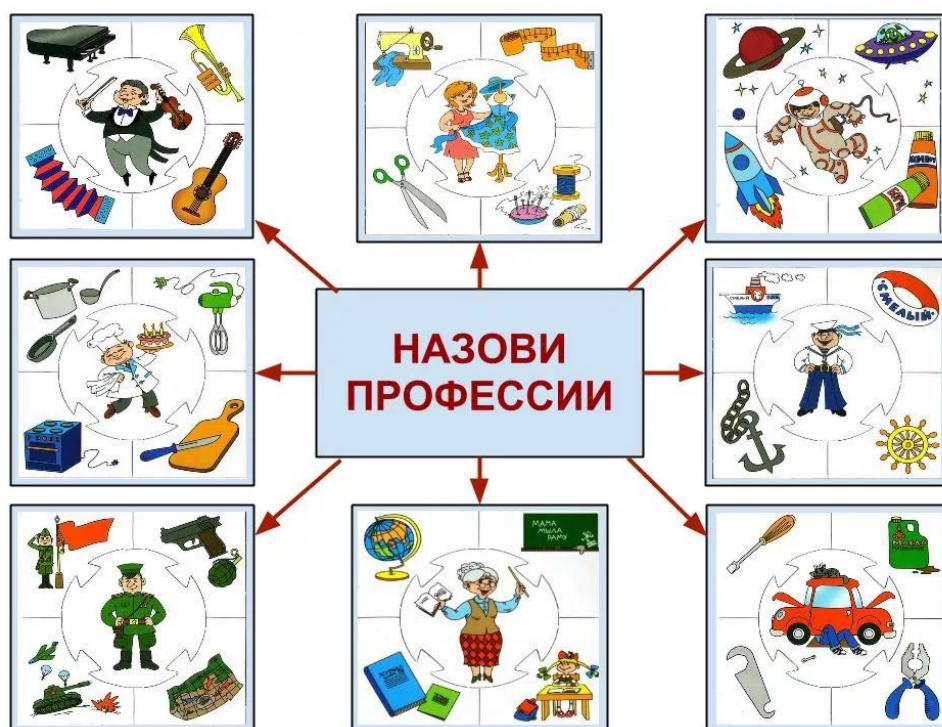 НАЗОВИ
ПРОФЕССИИ
"СМЕЛЫЙ"
МАМА
МЫЛА
РАМУ